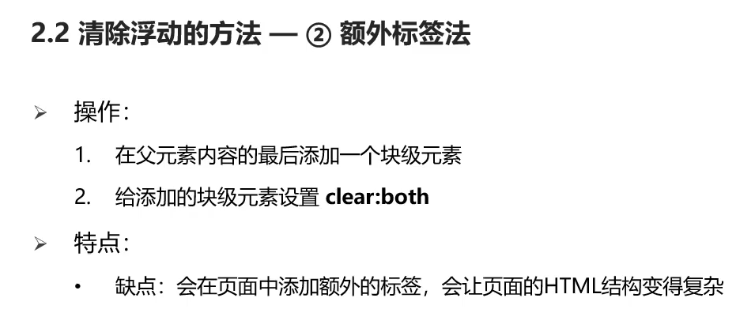 2.2 清除浮动的方法 — ② 额外标签法
➢ 操作：
1. 在父元素内容的最后添加一个块级元素
2. 给添加的块级元素设置 clear:both
➢ 特点：
• 缺点：会在页面中添加额外的标签，会让页面的HTML结构变得复杂